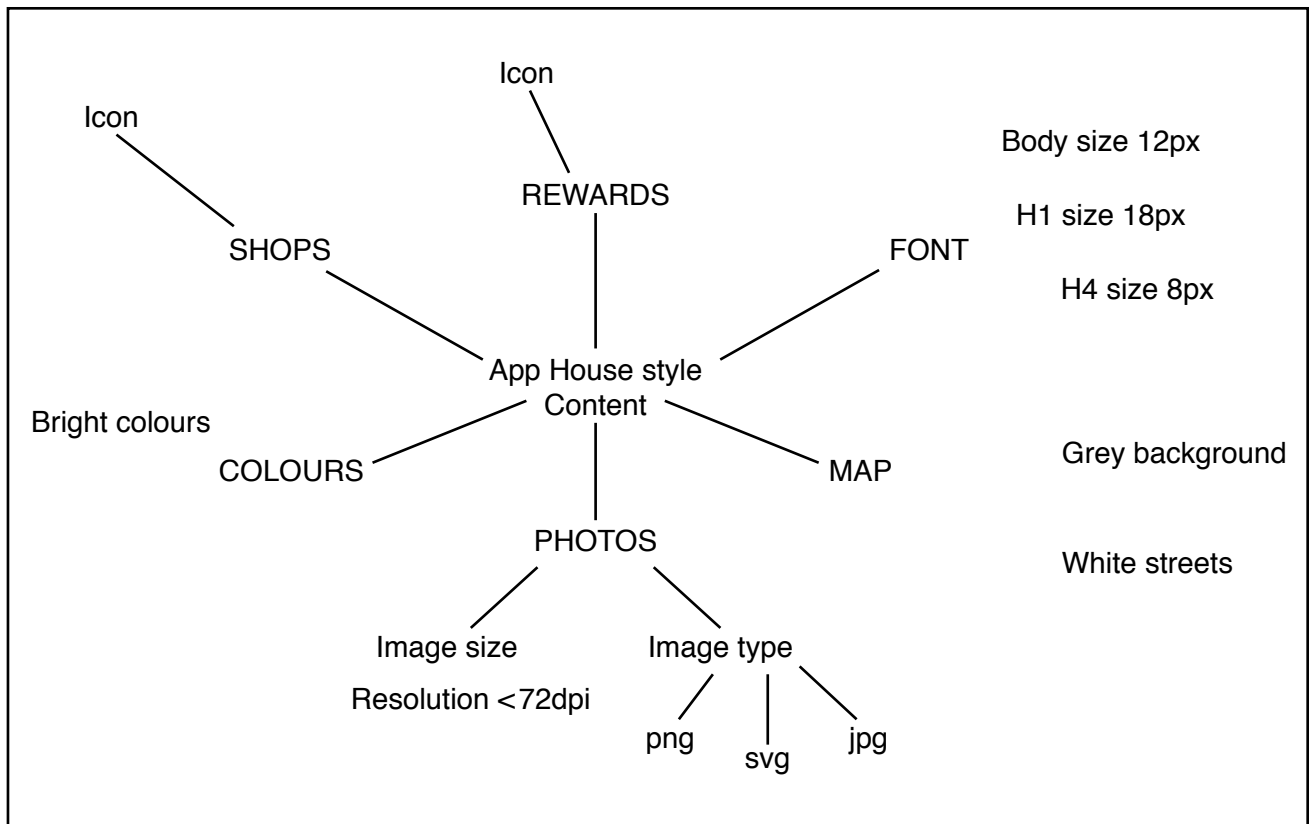 Icon
Icon
Body size 12px
REWARDS
H1 size 18px
SHOPS
FONT
H4 size 8px
App House style
Content
Bright colours
Grey background
COLOURS
MAP
PHOTOS
White streets
Image size
Image type
Resolution <72dpi
png
svg
jpg